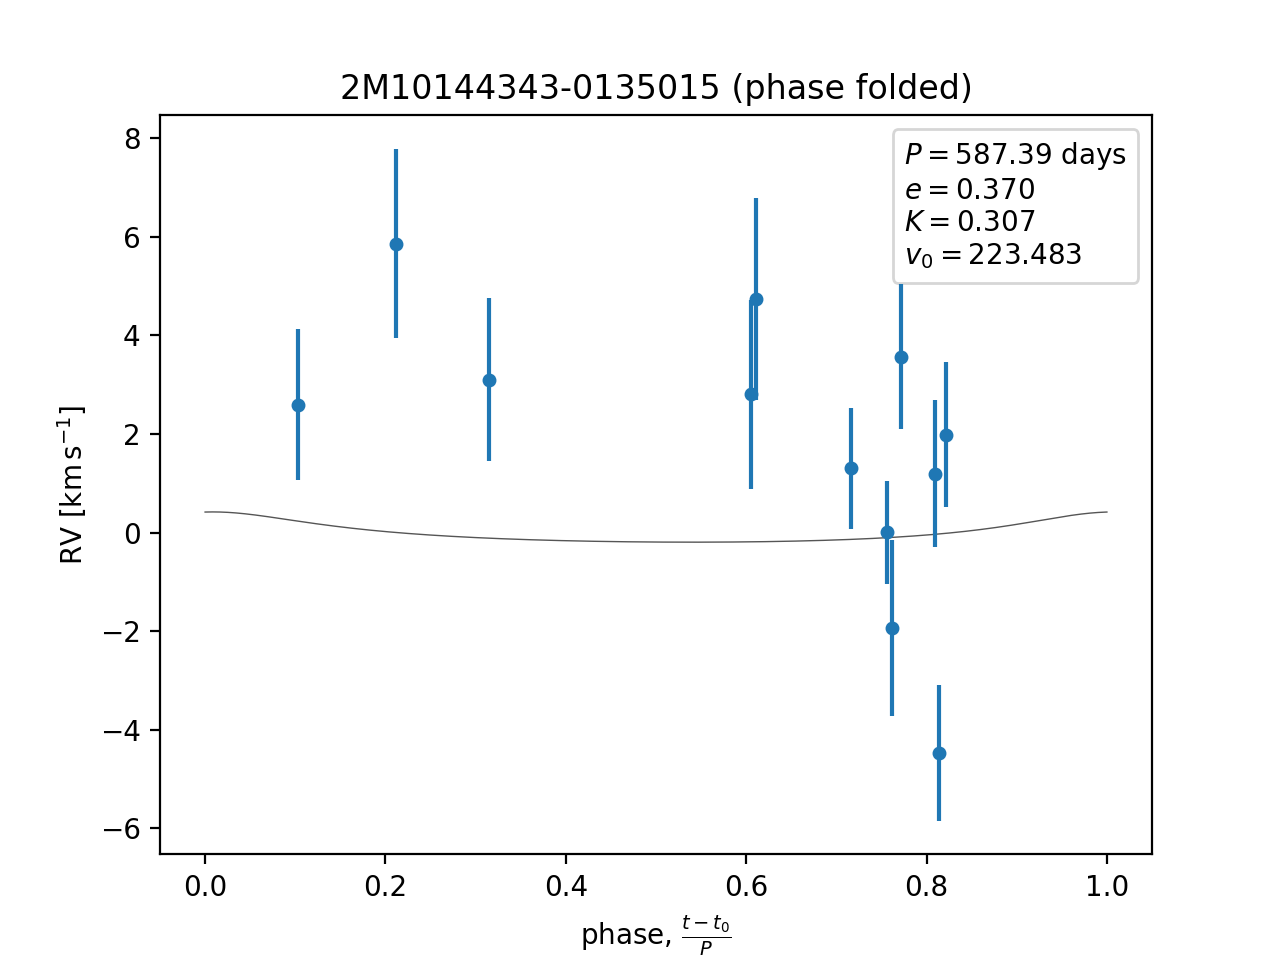 2M10144343-0135015 (phase folded)
P = 587.39 days
e = 0.370
K = 0.307
v₀ = 223.483
RV [km s⁻¹]
8
6
4
2
0
−2
−4
−6
0.0 0.2 0.4 0.6 0.8 1.0
phase, (t − t₀)/P